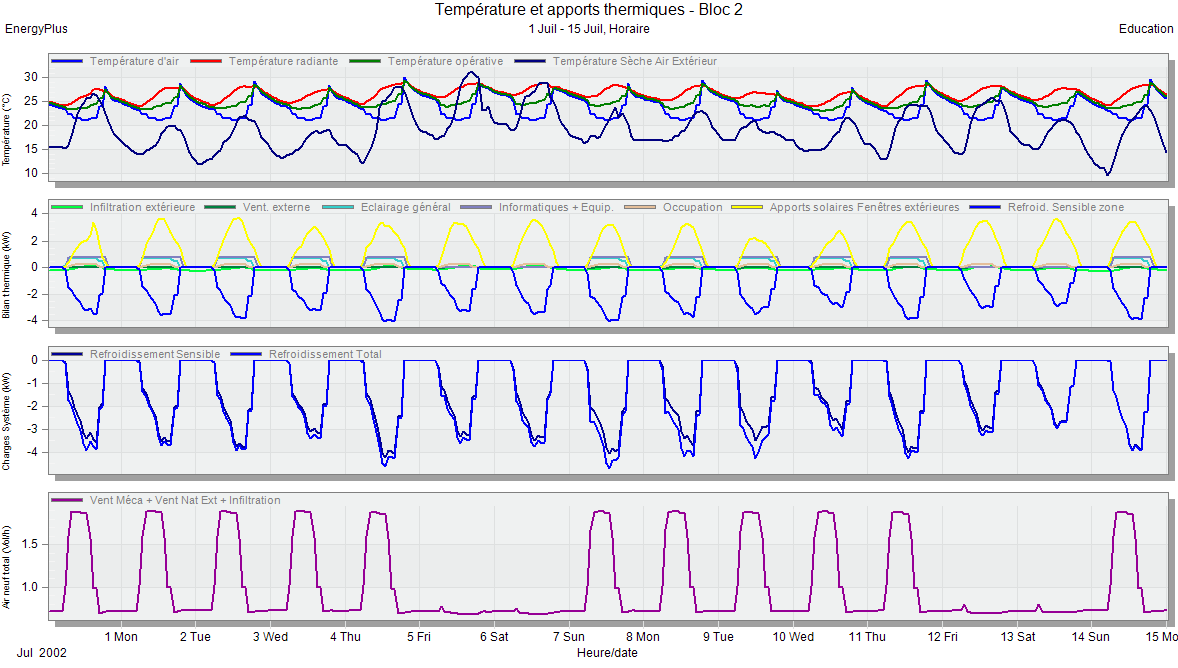 Température et apports thermiques - Bloc 2
EnergyPlus
1 Juil - 15 Juil, Horaire
Education
Température d'air
Température radiante
Température opérative
Température Sèche Air Extérieur
Température (°C)
30
25
20
15
10
Infiltration extérieure
Vent. externe
Eclairage général
Informatiques + Equip.
Occupation
Apports solaires Fenêtres extérieures
Refroid. Sensible zone
Bilan thermique (kW)
4
2
0
-2
-4
Refroidissement Sensible
Refroidissement Total
Charges Système (kW)
0
-1
-2
-3
-4
Vent Méca + Vent Nat Ext + Infiltration
Air neuf total (Vol/h)
1.5
1.0
1 Mon
2 Tue
3 Wed
4 Thu
5 Fri
6 Sat
7 Sun
8 Mon
9 Tue
10 Wed
11 Thu
12 Fri
13 Sat
14 Sun
15 Mo
Jul 2002
Heure/date